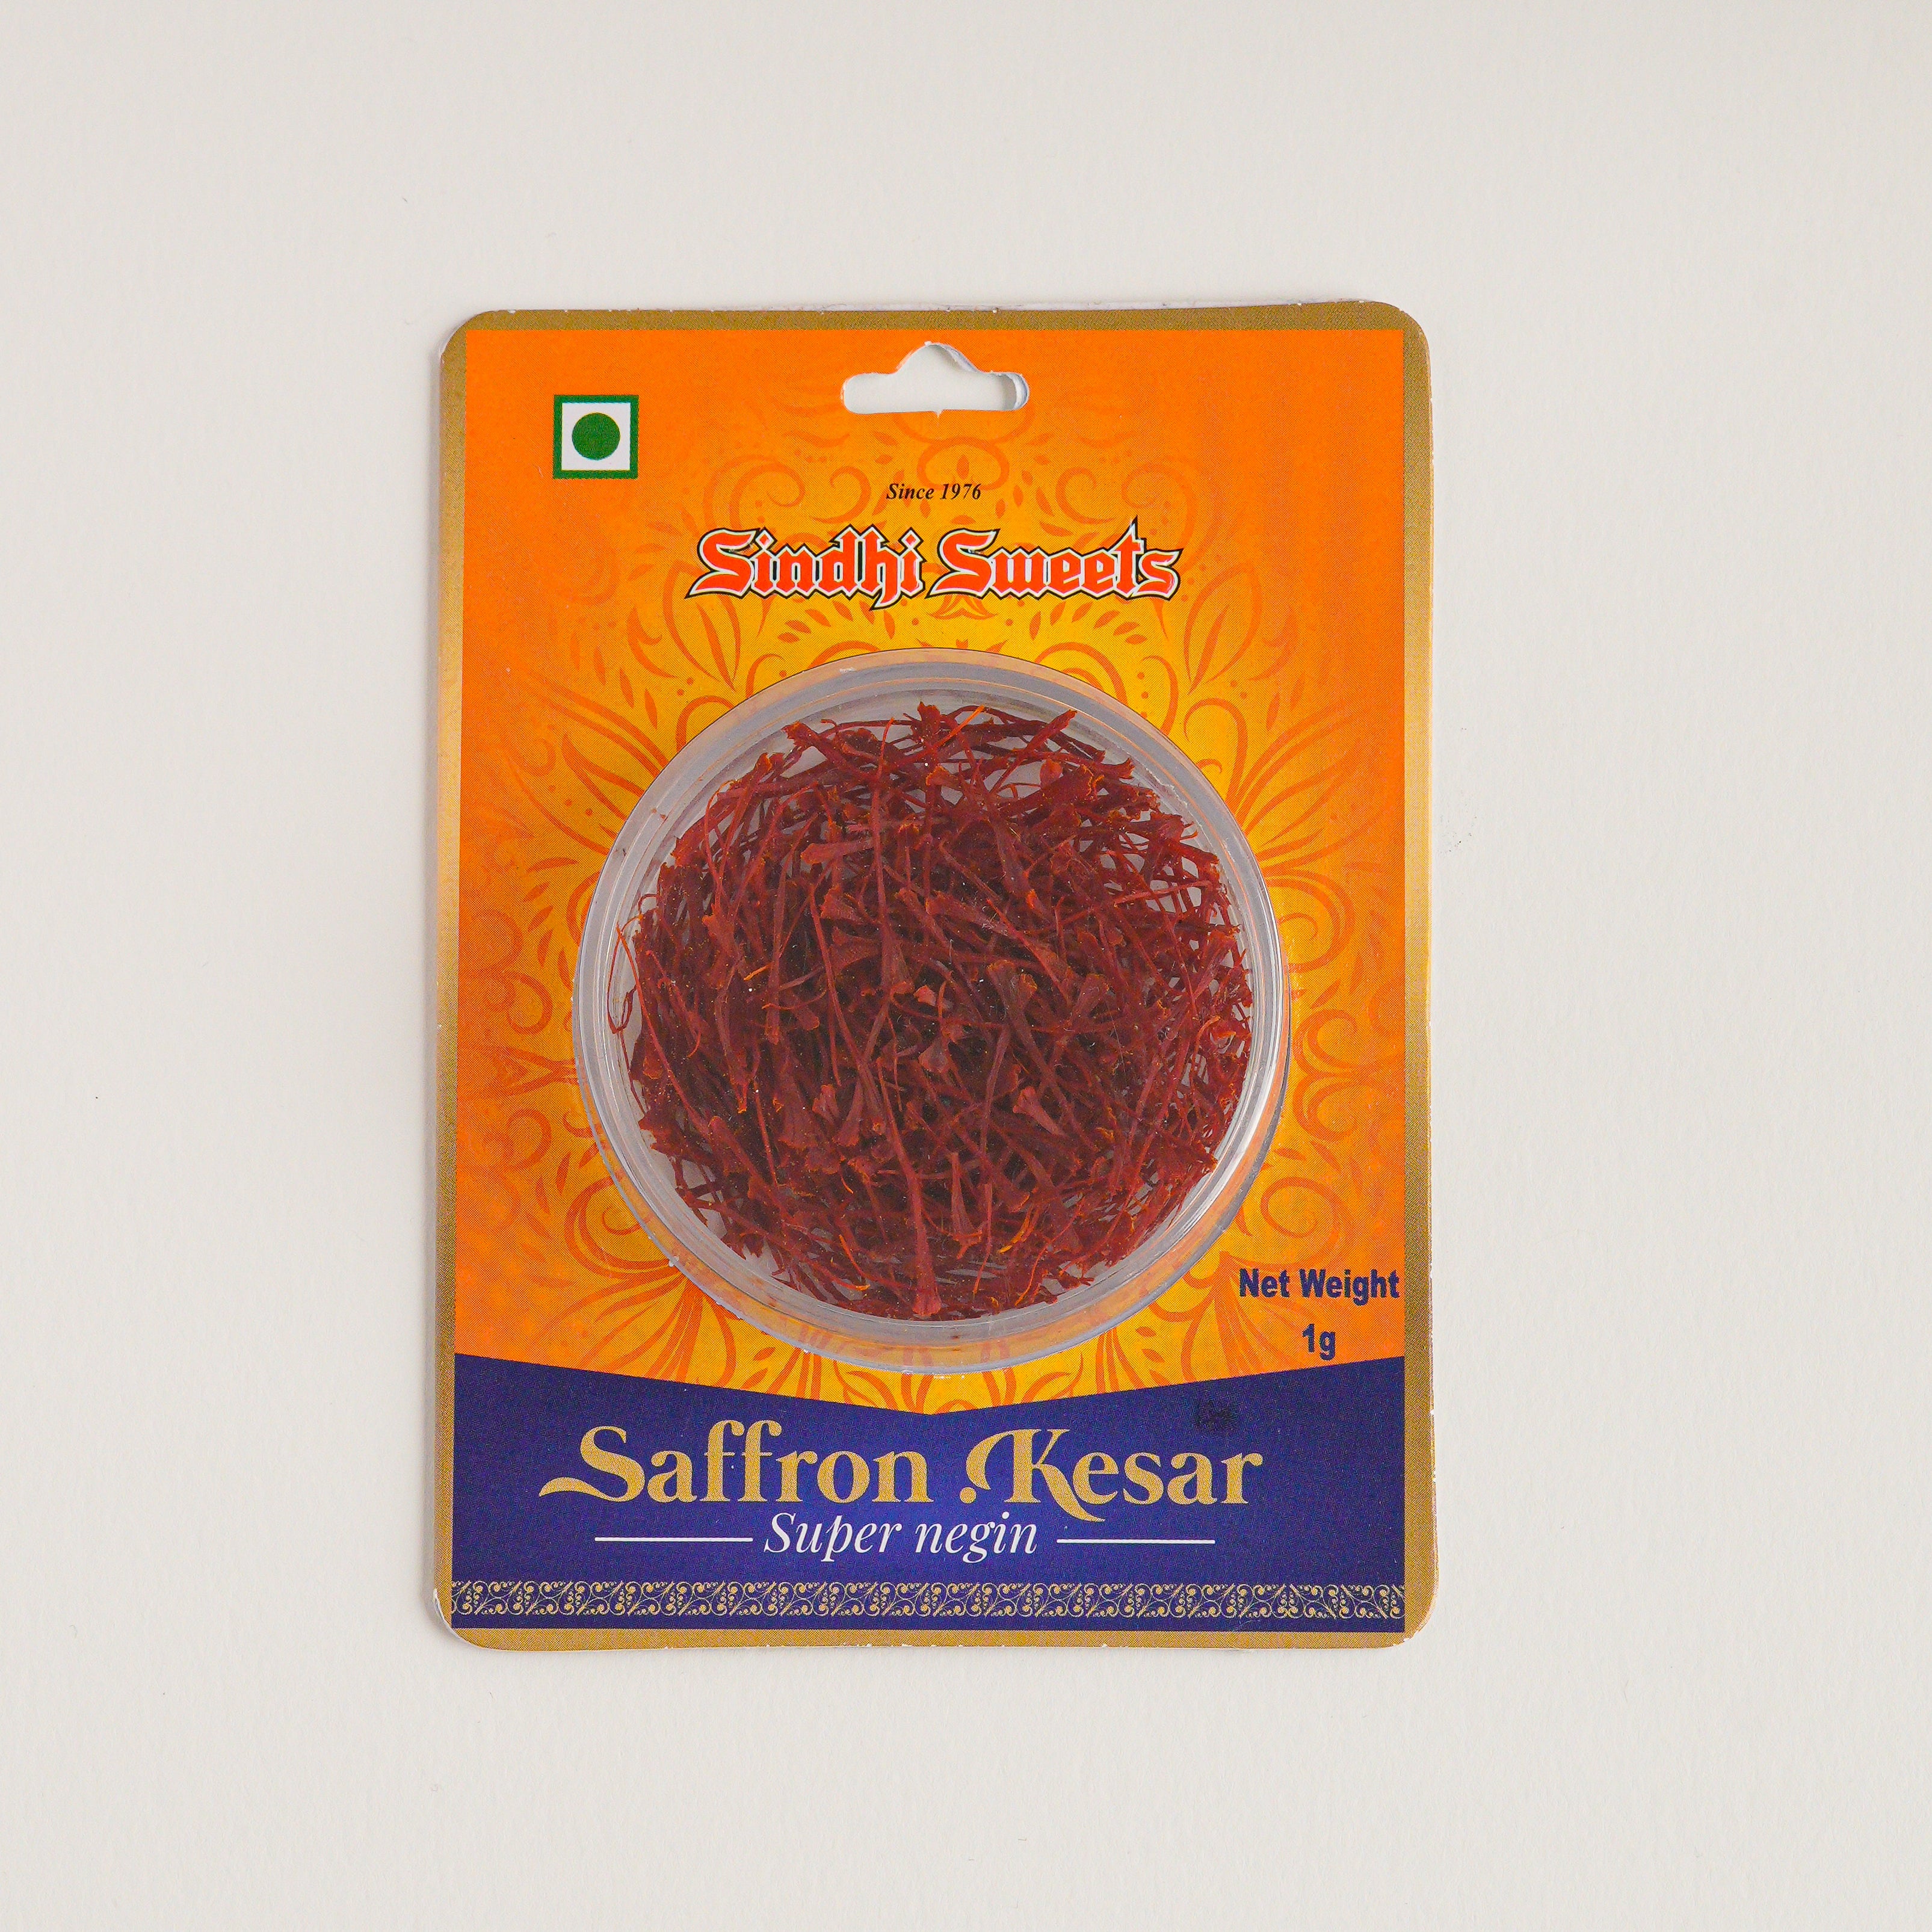 Since 1976
Sindhi Sweets
Net Weight
1g
Saffron Kesar
Super negin